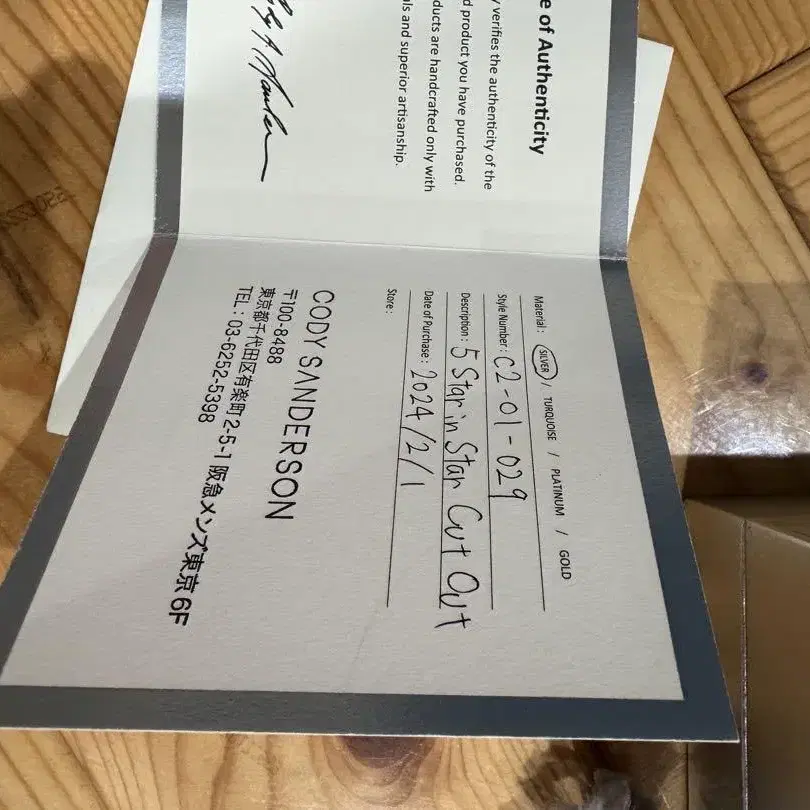 e of Authenticity
verifies the authenticity of the
d product you have purchased.
ducts are handcrafted only with
ls and superior artisanship.
Material : SILVER / TURQUOISE / PLATINUM / GOLD
Style Number : C2-01-029
Description : 5 Star in Star Cut Out
Date of Purchase : 2024/2/1
Store :
CODY SANDERSON
〒100-8488
東京都千代田区有楽町2-5-1 阪急メンズ東京 6F
TEL : 03-6252-5398